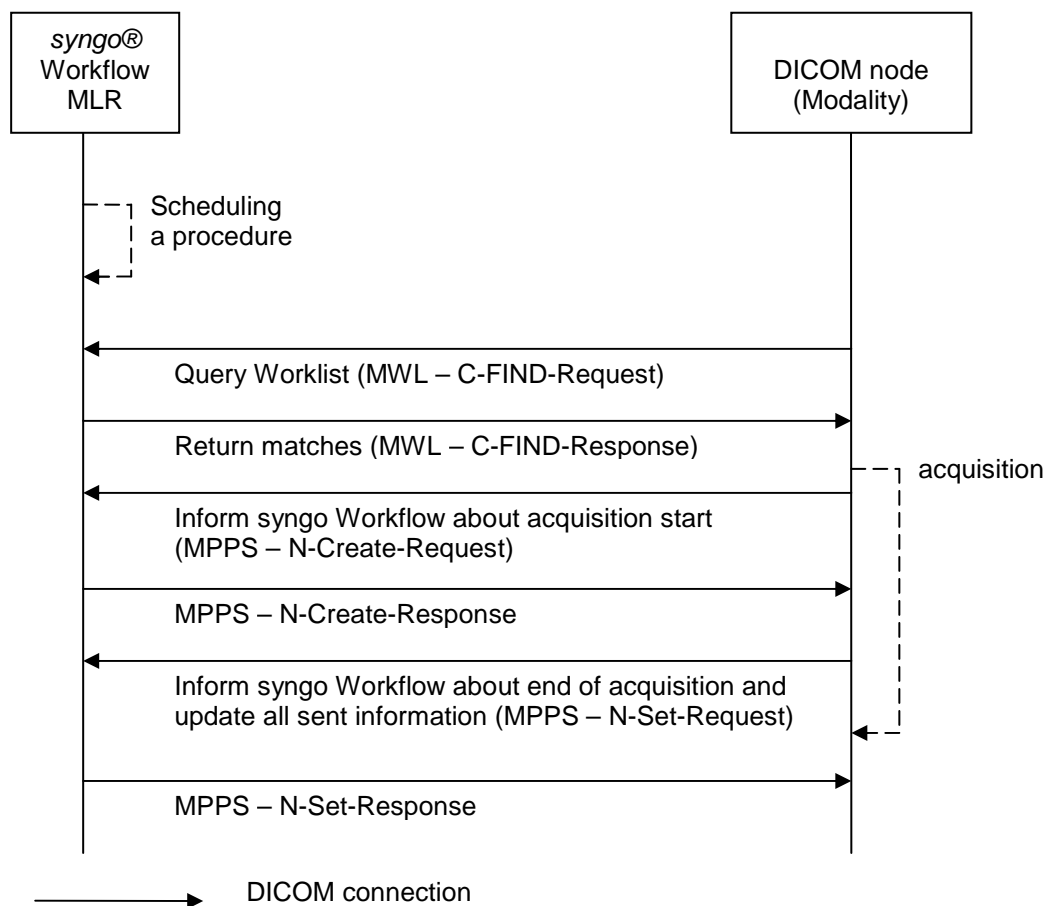 syngo®
Workflow
MLR
DICOM node
(Modality)
Scheduling
a procedure
Query Worklist (MWL – C-FIND-Request)
Return matches (MWL – C-FIND-Response)
acquisition
Inform syngo Workflow about acquisition start
(MPPS – N-Create-Request)
MPPS – N-Create-Response
Inform syngo Workflow about end of acquisition and
update all sent information (MPPS – N-Set-Request)
MPPS – N-Set-Response
DICOM connection